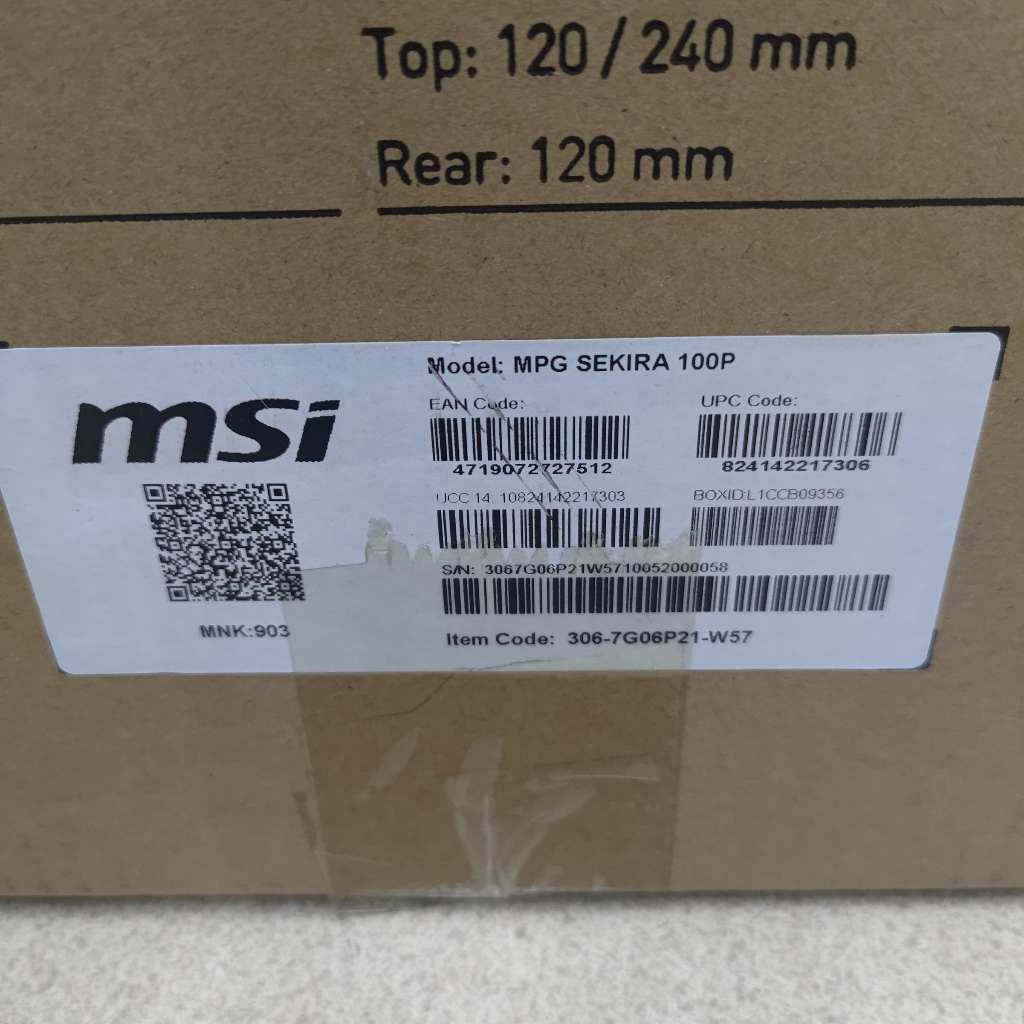 Top: 120 / 240 mm
Rear: 120 mm
msi
Model: MPG SEKIRA 100P
EAN Code:
4719072727512
UPC Code:
824142217306
UCC 14: 10824142217303
BOXID:L1CCB09356
S/N: 3067G06P21W5710052000058
MNK:903
Item Code: 306-7G06P21-W57